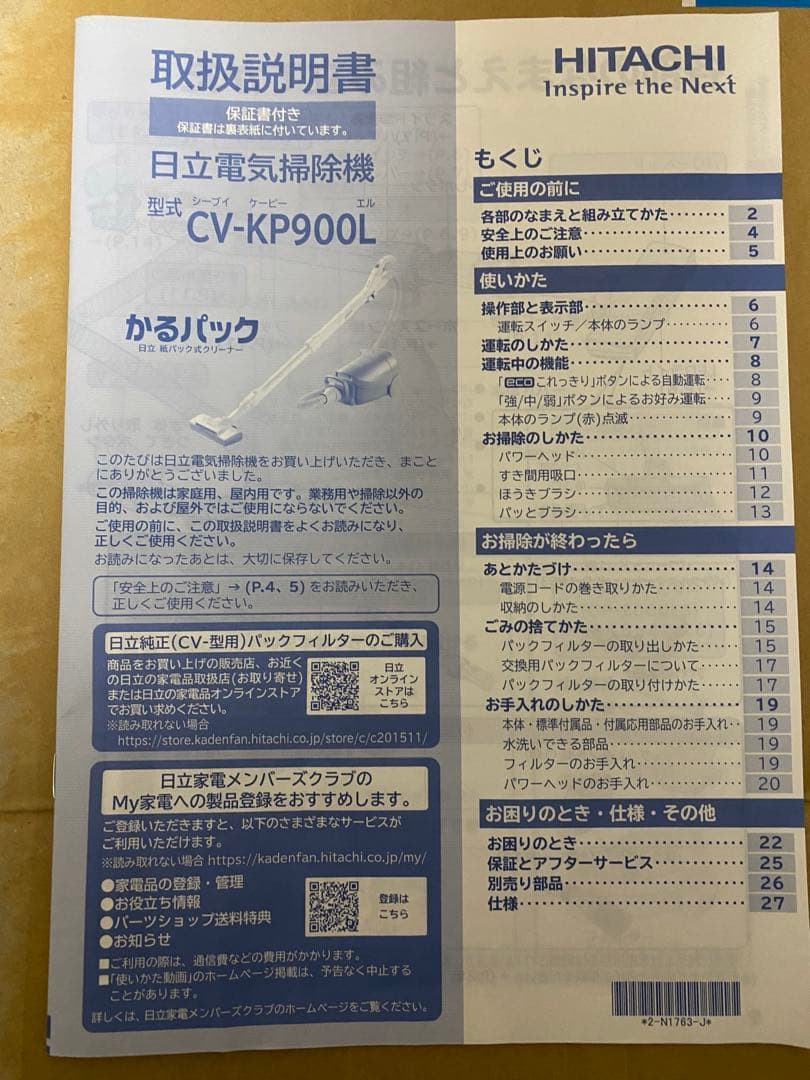 取扱説明書
保証書付き
保証書は裏表紙に付いています。
日立電気掃除機
シーブイ ケーピー エル
型式 CV-KP900L
かるパック
日立 紙パック式クリーナー
このたびは日立電気掃除機をお買い上げいただき、まこと
にありがとうございました。
この掃除機は家庭用、屋内用です。業務用や掃除以外の
目的、および屋外ではご使用にならないでください。
ご使用の前に、この取扱説明書をよくお読みになり、
正しくご使用ください。
お読みになったあとは、大切に保存してください。
「安全上のご注意」→(P.4、5)をお読みいただき、
正しくご使用ください。
日立純正(CV-型用)パックフィルターのご購入
商品をお買い上げの販売店、お近く
の日立の家電品取扱店(お取り寄せ)
または日立の家電品オンラインストア
でお買い求めください。
※読み取れない場合
https://store.kadenfan.hitachi.co.jp/store/c/c201511/
日立
オンライン
ストアは
こちら
日立家電メンバーズクラブの
My家電への製品登録をおすすめします。
ご登録いただきますと、以下のさまざまなサービスが
ご利用いただけます。
※読み取れない場合 https://kadenfan.hitachi.co.jp/my/
●家電品の登録・管理
●お役立ち情報
●パーツショップ送料特典
●お知らせ
登録は
こちら
■ご利用の際は、通信費などの費用がかかります。
■「使いかた動画」のホームページ掲載は、予告なく中止する
ことがあります。
詳しくは、日立家電メンバーズクラブのホームページをご覧ください。
HITACHI
Inspire the Next
もくじ
ご使用の前に
各部のなまえと組み立てかた‥‥‥‥ 2
安全上のご注意‥‥‥‥‥‥‥‥‥ 4
使用上のお願い‥‥‥‥‥‥‥‥‥ 5
使いかた
操作部と表示部‥‥‥‥‥‥‥‥‥ 6
運転スイッチ/本体のランプ‥‥‥‥‥ 6
運転のしかた‥‥‥‥‥‥‥‥‥‥ 7
運転中の機能‥‥‥‥‥‥‥‥‥‥ 8
「ecoこれっきり」ボタンによる自動運転‥‥ 8
「強/中/弱」ボタンによるお好み運転‥‥ 9
本体のランプ(赤)点滅‥‥‥‥‥‥‥ 9
お掃除のしかた‥‥‥‥‥‥‥‥‥ 10
パワーヘッド‥‥‥‥‥‥‥‥‥‥ 10
すき間用吸口‥‥‥‥‥‥‥‥‥‥ 11
ほうきブラシ‥‥‥‥‥‥‥‥‥‥ 12
パッとブラシ‥‥‥‥‥‥‥‥‥‥ 13
お掃除が終わったら
あとかたづけ‥‥‥‥‥‥‥‥‥‥ 14
電源コードの巻き取りかた‥‥‥‥‥ 14
収納のしかた‥‥‥‥‥‥‥‥‥‥ 14
ごみの捨てかた‥‥‥‥‥‥‥‥‥ 15
パックフィルターの取り出しかた‥‥‥ 15
交換用パックフィルターについて‥‥‥ 17
パックフィルターの取り付けかた‥‥‥ 17
お手入れのしかた‥‥‥‥‥‥‥‥ 19
本体・標準付属品・付属応用部品のお手入れ‥ 19
水洗いできる部品‥‥‥‥‥‥‥‥ 19
フィルターのお手入れ‥‥‥‥‥‥‥ 19
パワーヘッドのお手入れ‥‥‥‥‥‥ 20
お困りのとき・仕様・その他
お困りのとき‥‥‥‥‥‥‥‥‥‥ 22
保証とアフターサービス‥‥‥‥‥‥ 25
別売り部品‥‥‥‥‥‥‥‥‥‥‥ 26
仕様‥‥‥‥‥‥‥‥‥‥‥‥‥‥ 27
*2-N1763-J*